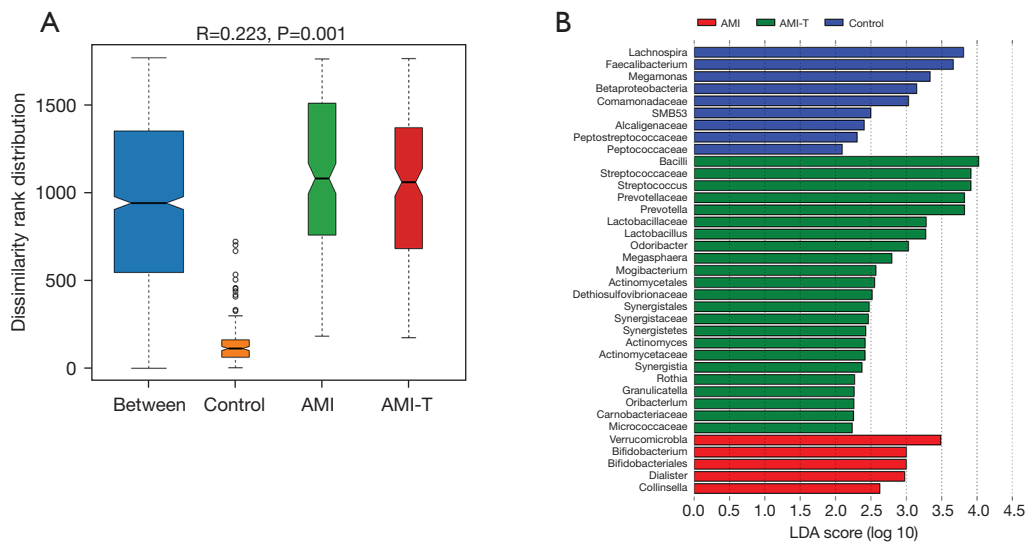 A
R=0.223, P=0.001
Dissimilarity rank distribution
1500
1000
500
0
Between
Control
AMI
AMI-T
B
AMI
AMI-T
Control
Lachnospira
Faecalibacterium
Megamonas
Betaproteobacteria
Comamonadaceae
SMB53
Alcaligenaceae
Peptostreptococcaceae
Peptococcaceae
Bacilli
Streptococcaceae
Streptococcus
Prevotellaceae
Prevotella
Lactobacillaceae
Lactobacillus
Odoribacter
Megasphaera
Mogibacterium
Actinomycetales
Dethiosulfovibrionaceae
Synergistales
Synergistaceae
Synergistetes
Actinomyces
Actinomycetaceae
Synergistia
Rothia
Granulicatella
Oribacterlum
Carnobacteriaceae
Micrococcaceae
Verrucomicrobla
Bifidobacterium
Bifidobacteriales
Dialister
Collinsella
0.0 0.5 1.0 1.5 2.0 2.5 3.0 3.5 4.0 4.5
LDA score (log 10)